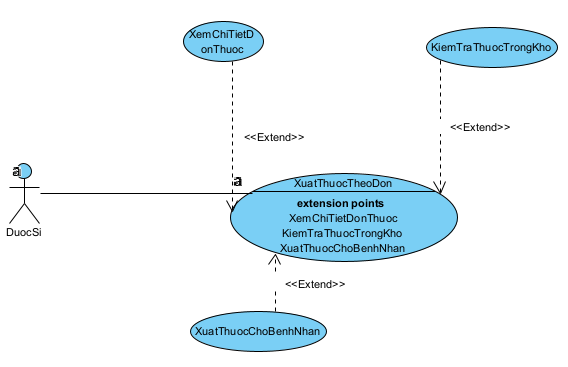 XemChiTietD
onThuoc
KiemTraThuocTrongKho
<<Extend>>
<<Extend>>
a
a
XuatThuocTheoDon
extension points
XemChiTietDonThuoc
KiemTraThuocTrongKho
XuatThuocChoBenhNhan
DuocSi
<<Extend>>
XuatThuocChoBenhNhan